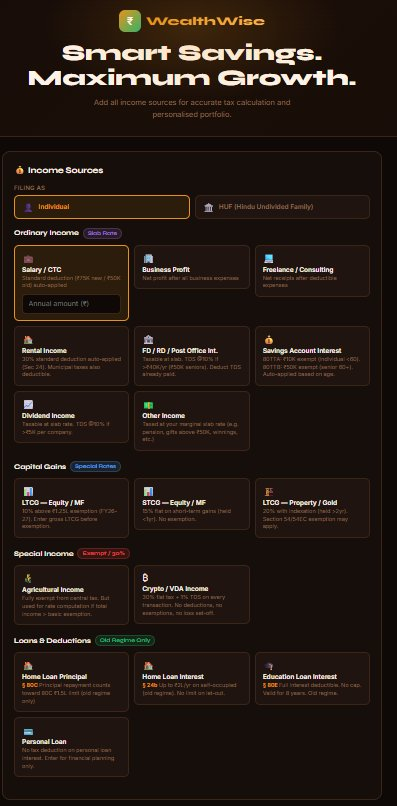 ₹ WealthWise
Smart Savings.
Maximum Growth.
Add all income sources for accurate tax calculation and
personalised portfolio.
Income Sources
FILING AS
Individual
HUF (Hindu Undivided Family)
Ordinary Income Slab Rate
Salary / CTC
Standard deduction (₹75K new / ₹50K
old) auto-applied
Annual amount (₹)
Business Profit
Net profit after all business expenses
Freelance / Consulting
Net receipts after deductible
expenses
Rental Income
30% standard deduction auto-applied
(Sec 24). Municipal taxes also
deductible.
FD / RD / Post Office Int.
Taxable at slab. TDS @10% if
>₹40K/yr (₹50K seniors). Deduct TDS
already paid.
Savings Account Interest
80TTA: ₹10K exempt (individual <60).
80TTB: ₹50K exempt (senior 60+).
Auto-applied based on age.
Dividend Income
Taxable at slab rate. TDS @10% if
>₹5K per company.
Other Income
Taxed at your marginal slab rate (e.g.
pension, gifts above ₹50K, winnings,
etc.)
Capital Gains Special Rates
LTCG — Equity / MF
10% above ₹1.25L exemption (FY26-
27). Enter gross LTCG before
exemption.
STCG — Equity / MF
15% flat on short-term gains (held
<1yr). No exemption.
LTCG — Property / Gold
20% with indexation (held >2yr).
Section 54/54EC exemption may
apply.
Special Income Exempt / 30%
Agricultural Income
Fully exempt from central tax. But
used for rate computation if total
income > basic exemption.
₿
Crypto / VDA Income
30% flat tax + 1% TDS on every
transaction. No deductions, no
exemptions, no loss set-off.
Loans & Deductions Old Regime Only
Home Loan Principal
§ 80C Principal repayment counts
toward 80C ₹1.5L limit (old regime
only)
Home Loan Interest
§ 24b Up to ₹2L/yr on self-occupied
(old regime). No limit on let-out.
Education Loan Interest
§ 80E Full interest deductible. No cap.
Valid for 8 years. Old regime.
Personal Loan
No tax deduction on personal loan
interest. Enter for financial planning
only.